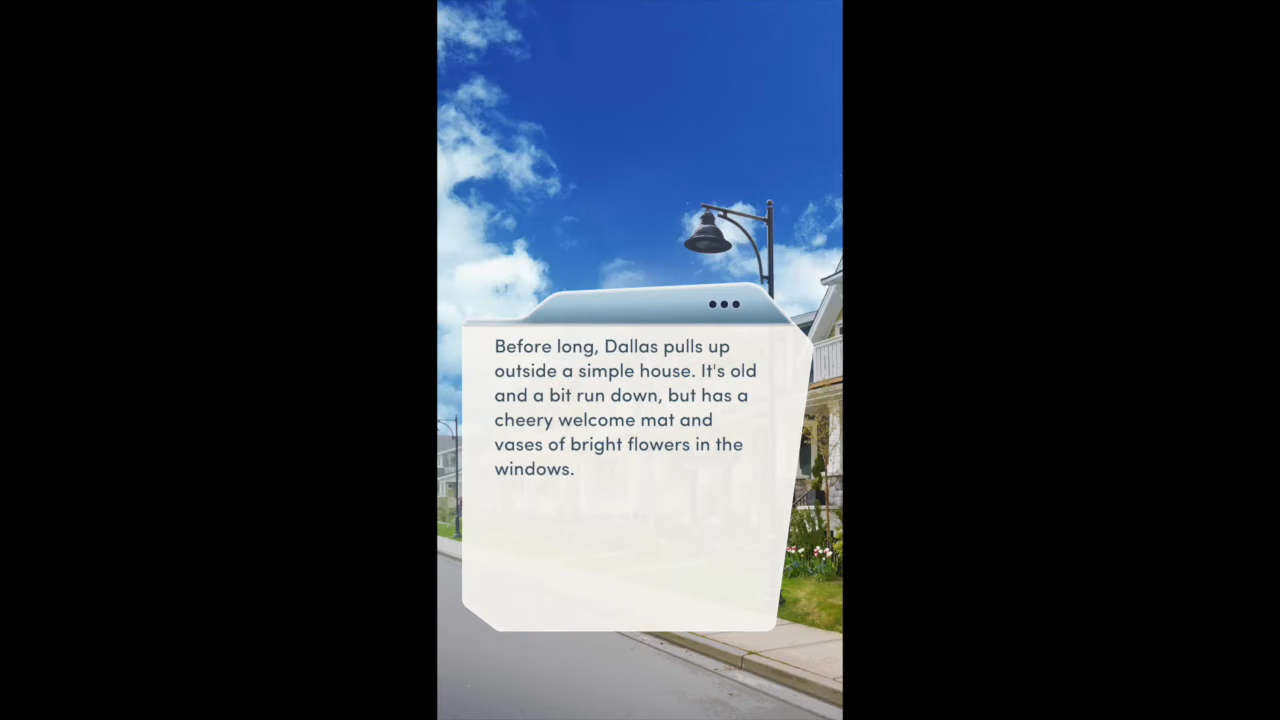 Before long, Dallas pulls up
outside a simple house. It's old
and a bit run down, but has a
cheery welcome mat and
vases of bright flowers in the
windows.